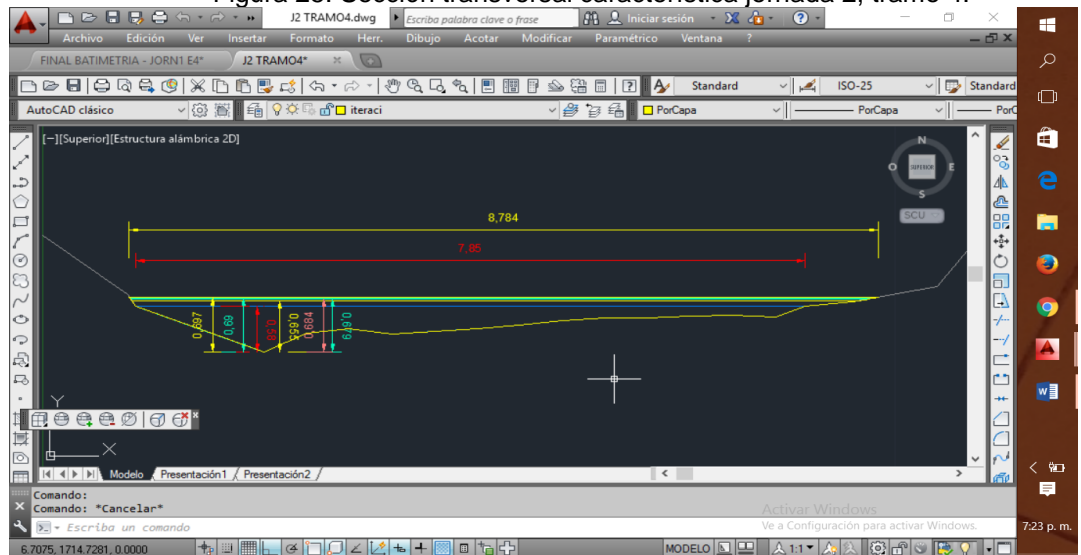 Figura 28. Sección transversal característica jornada 2, tramo 4.
J2 TRAMO4.dwg
Escriba palabra clave o frase
Iniciar sesión
Archivo Edición Ver Insertar Formato Herr. Dibujo Acotar Modificar Paramétrico Ventana ?
FINAL BATIMETRIA - JORN1 E4*
J2 TRAMO4*
Standard
ISO-25
Standard
AutoCAD clásico
iteraci
PorCapa
PorCapa
PorC
[−][Superior][Estructura alámbrica 2D]
N
O
SUPERIOR
E
S
SCU
8,784
7,85
0,697
0,69
0,58
0,655
0,684
0,679
Y
X
Modelo Presentación1 Presentación2
Comando:
Comando: *Cancelar*
Escriba un comando
Activar Windows
Ve a Configuración para activar Windows.
6.7075, 1714.7281, 0.0000
MODELO
1:1
7:23 p. m.